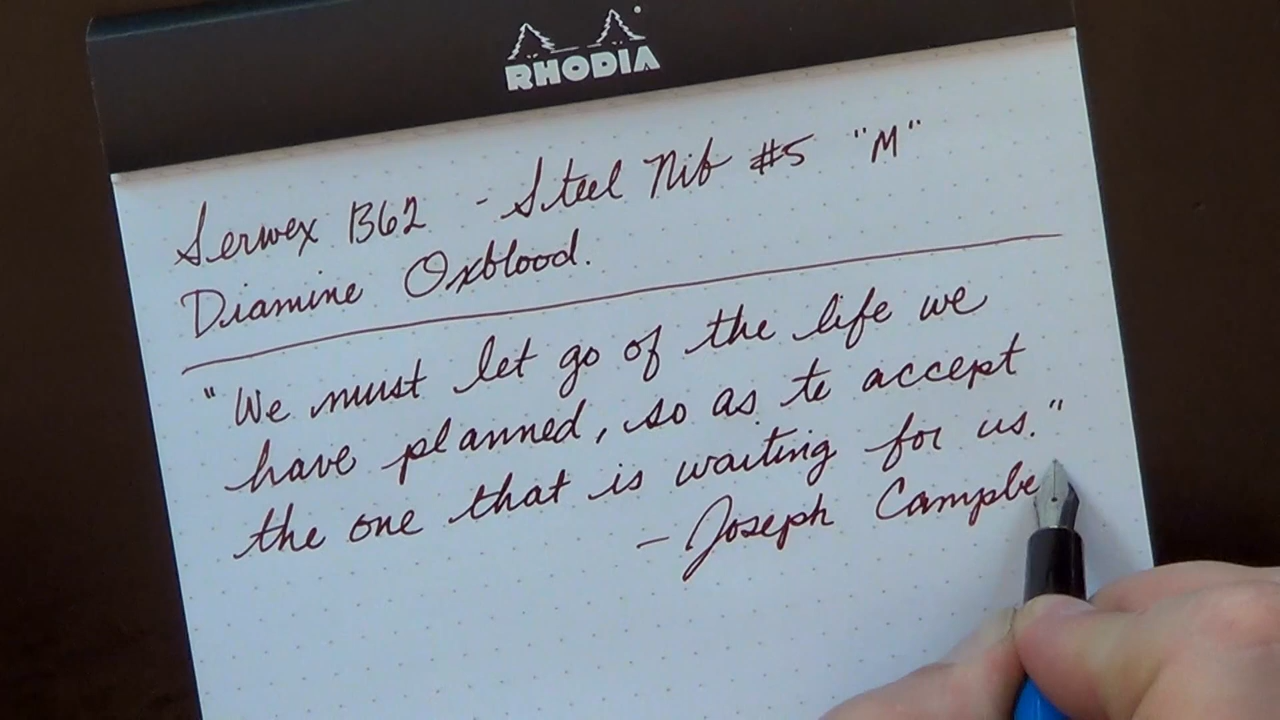 RHODIA
Serwex 1362 - Steel Nib #5 "M"
Diamine Oxblood.
"We must let go of the life we
have planned, so as to accept
the one that is waiting for us."
- Joseph Campbe